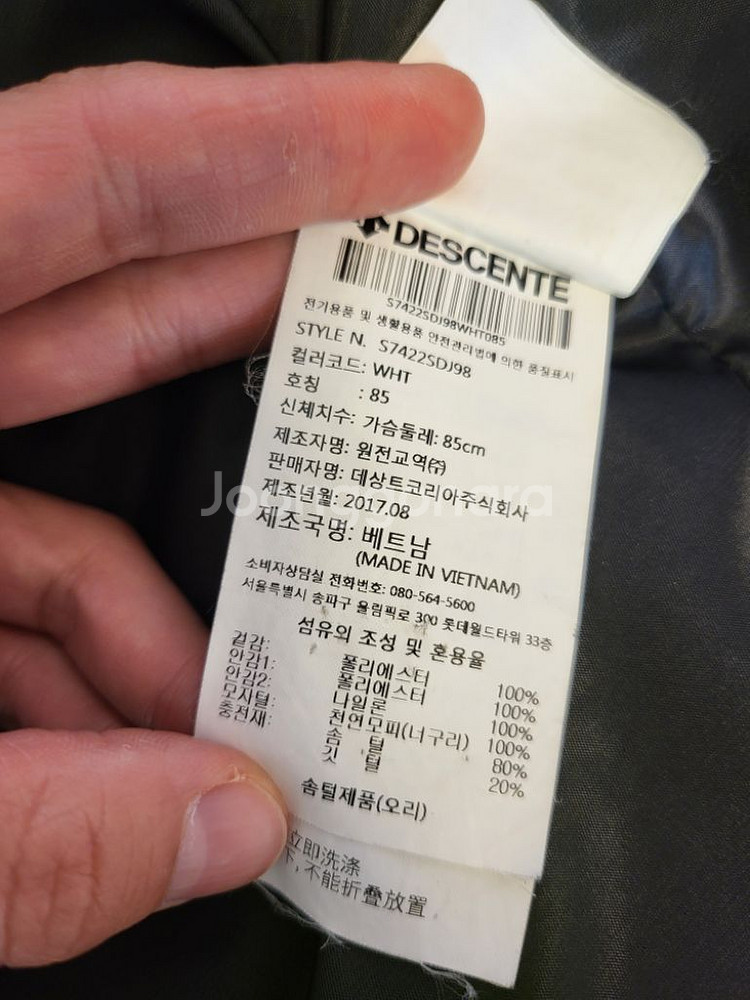 DESCENTE
S7422SDJ98WHT085
전기용품 및 생활용품 안전관리법에 의한 품질표시
STYLE N. S7422SDJ98
컬러코드: WHT
호칭 : 85
신체치수: 가슴둘레: 85cm
제조자명: 원전교역㈜
판매자명: 데상트코리아주식회사
제조년월: 2017.08
제조국명: 베트남
(MADE IN VIETNAM)
소비자상담실 전화번호: 080-564-5600
서울특별시 송파구 올림픽로 300 롯데월드타워 33층
섬유의 조성 및 혼용율
겉감: 폴리에스터 100%
안감1: 폴리에스터 100%
안감2: 나일론 100%
모자털: 천연모피(너구리) 100%
충전재: 솜 털 80%
깃 털 20%
솜털제품(오리)
立即洗涤
下,不能折叠放置
Joonggonara